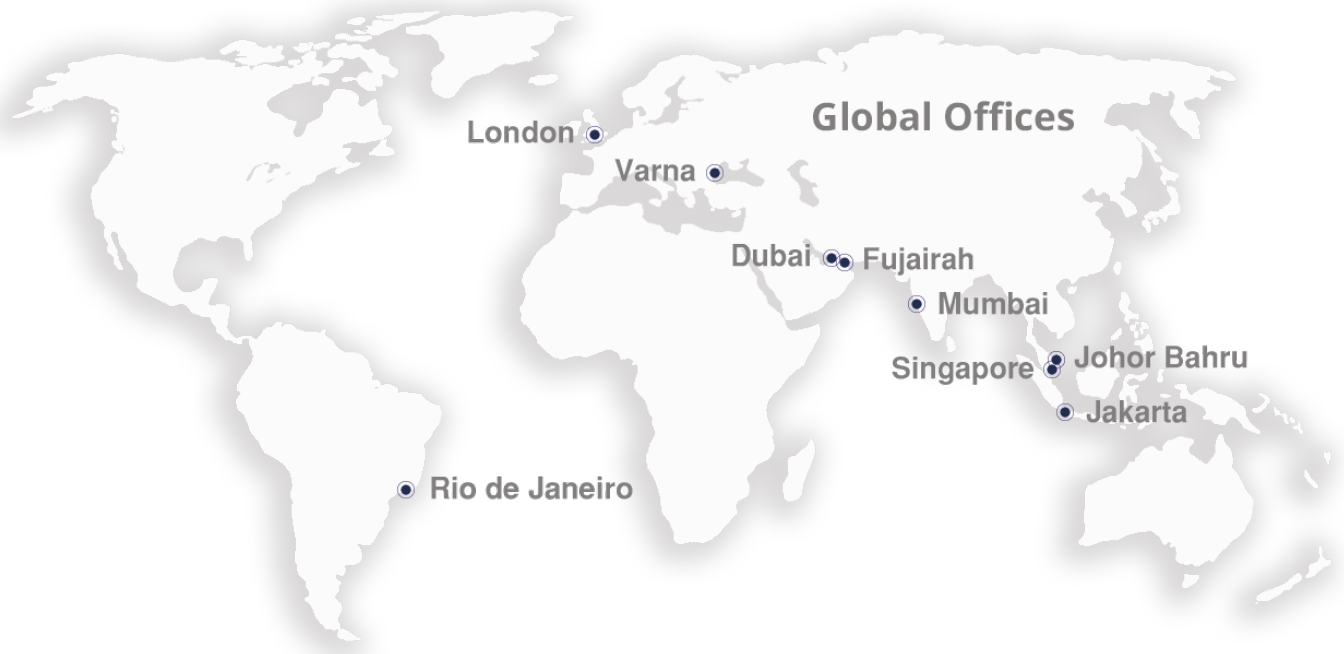 Global Offices
London
Varna
Dubai
Fujairah
Mumbai
Johor Bahru
Singapore
Jakarta
Rio de Janeiro